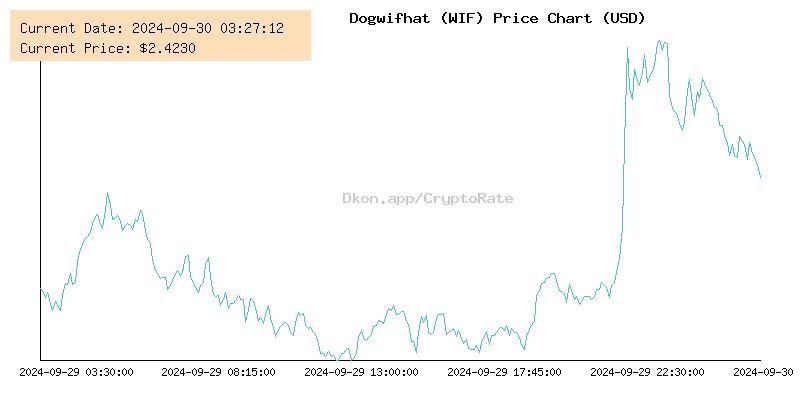 Dogwifhat (WIF) Price Chart (USD)
Current Date: 2024-09-30 03:27:12
Current Price: $2.4230
Dkon.app/CryptoRate
2024-09-29 03:30:00 2024-09-29 08:15:00 2024-09-29 13:00:00 2024-09-29 17:45:00 2024-09-29 22:30:00 2024-09-30